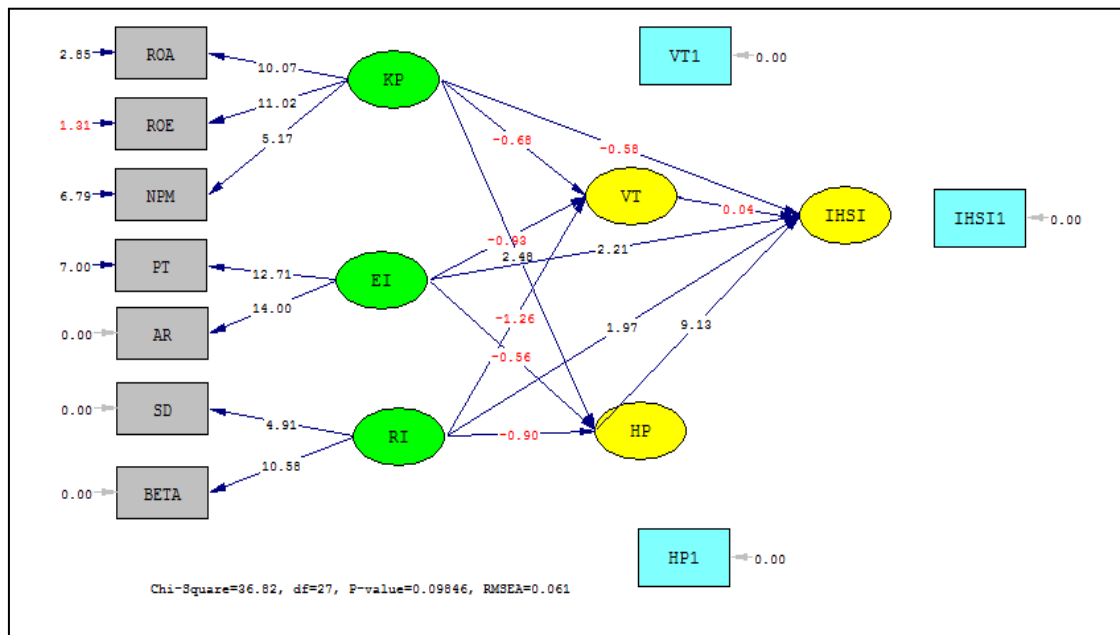 VT1
0.00
2.85
ROA
10.07
KP
11.02
1.31
ROE
5.17
-0.68
-0.58
6.79
NPM
VT
0.04
IHSI
IHSI1
0.00
-0.93
2.48
2.21
7.00
PT
12.71
EI
14.00
-1.26
1.97
9.13
0.00
AR
-0.56
0.00
SD
4.91
RI
-0.90
HP
10.58
0.00
BETA
HP1
0.00
Chi-Square=36.82, df=27, P-value=0.09846, RMSEA=0.061